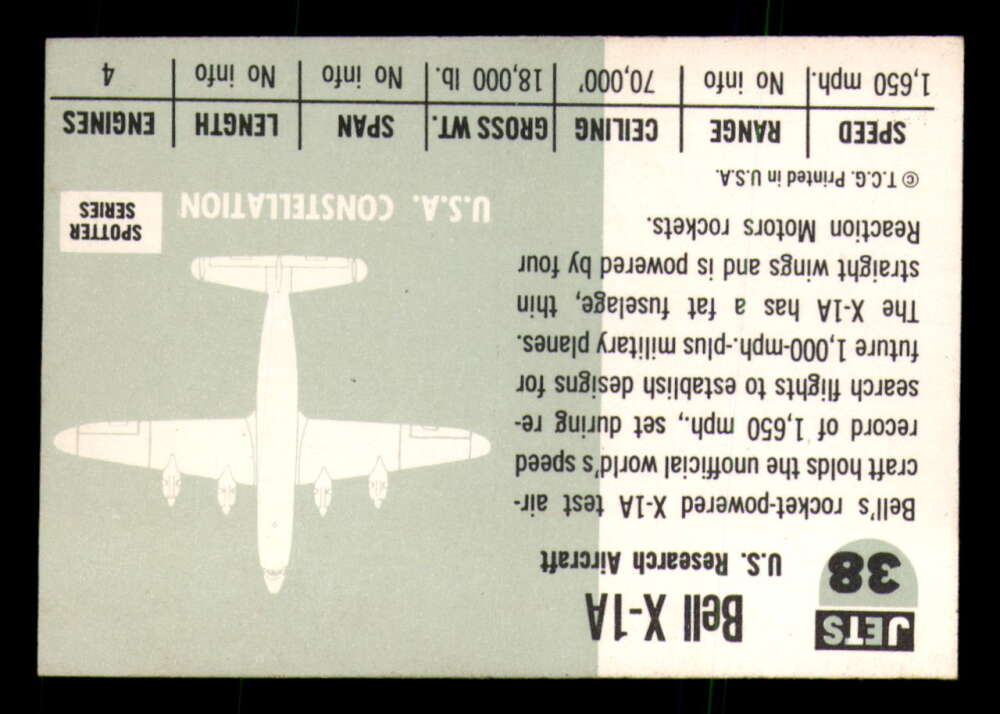 JETS
38
Bell X-1A
U.S. Research Aircraft
Bell's rocket-powered X-1A test air-
craft holds the unofficial world's speed
record of 1,650 mph., set during re-
search flights to establish designs for
future 1,000-mph.-plus military planes.
The X-1A has a fat fuselage, thin
straight wings and is powered by four
Reaction Motors rockets.
© T.C.G. Printed in U.S.A.
SPOTTER
SERIES
U.S.A. CONSTELLATION
SPEED RANGE CEILING GROSS WT. SPAN LENGTH ENGINES
1,650 mph. No info 70,000' 18,000 lb. No info No info 4